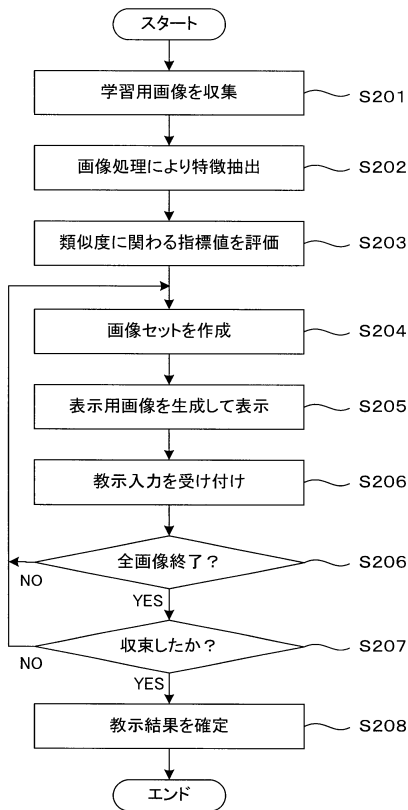 スタート
学習用画像を収集 S201
画像処理により特徴抽出 S202
類似度に関わる指標値を評価 S203
画像セットを作成 S204
表示用画像を生成して表示 S205
教示入力を受け付け S206
全画像終了? S206
NO
YES
収束したか? S207
NO
YES
教示結果を確定 S208
エンド